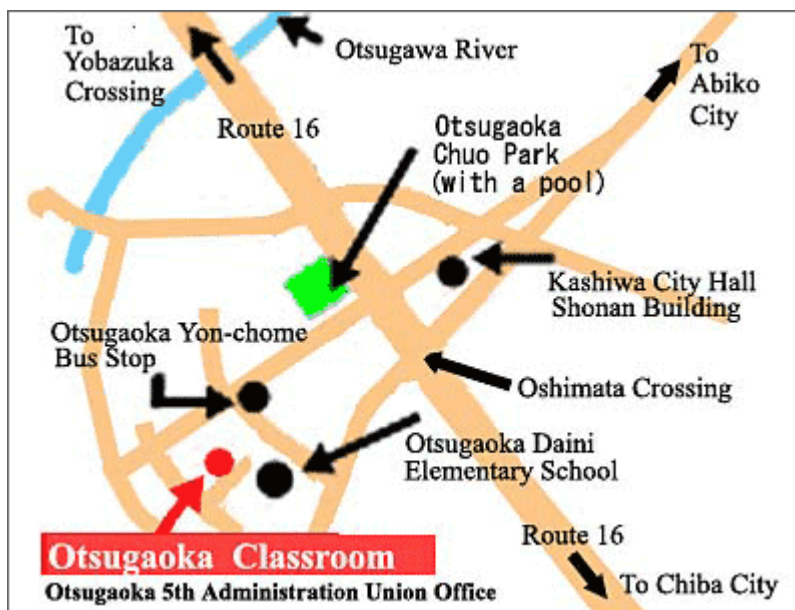 To
Yobazuka
Crossing
Otsugawa River
To
Abiko
City
Route 16
Otsugaoka
Chuo Park
(with a pool)
Kashiwa City Hall
Shonan Building
Otsugaoka Yon-chome
Bus Stop
Oshimata Crossing
Otsugaoka Daini
Elementary School
Route 16
To Chiba City
Otsugaoka Classroom
Otsugaoka 5th Administration Union Office